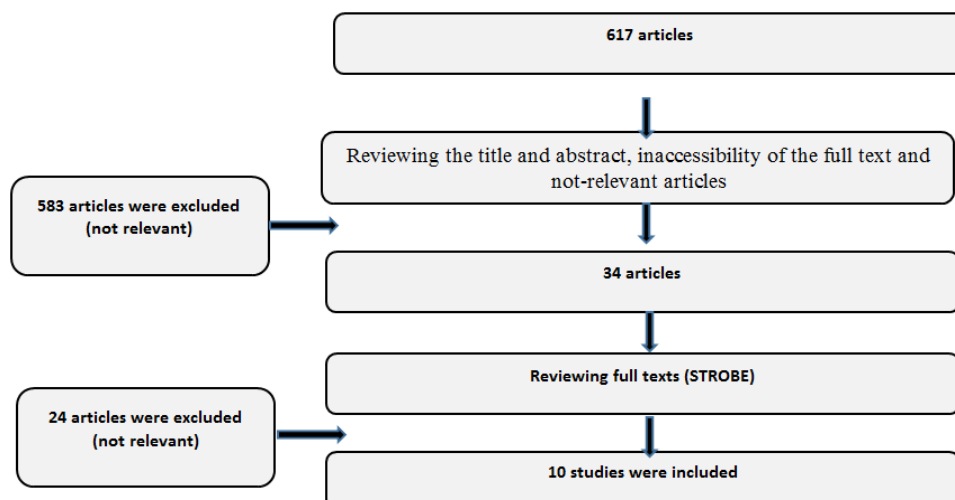 617 articles
Reviewing the title and abstract, inaccessibility of the full text and
not-relevant articles
583 articles were excluded
(not relevant)
34 articles
Reviewing full texts (STROBE)
24 articles were excluded
(not relevant)
10 studies were included